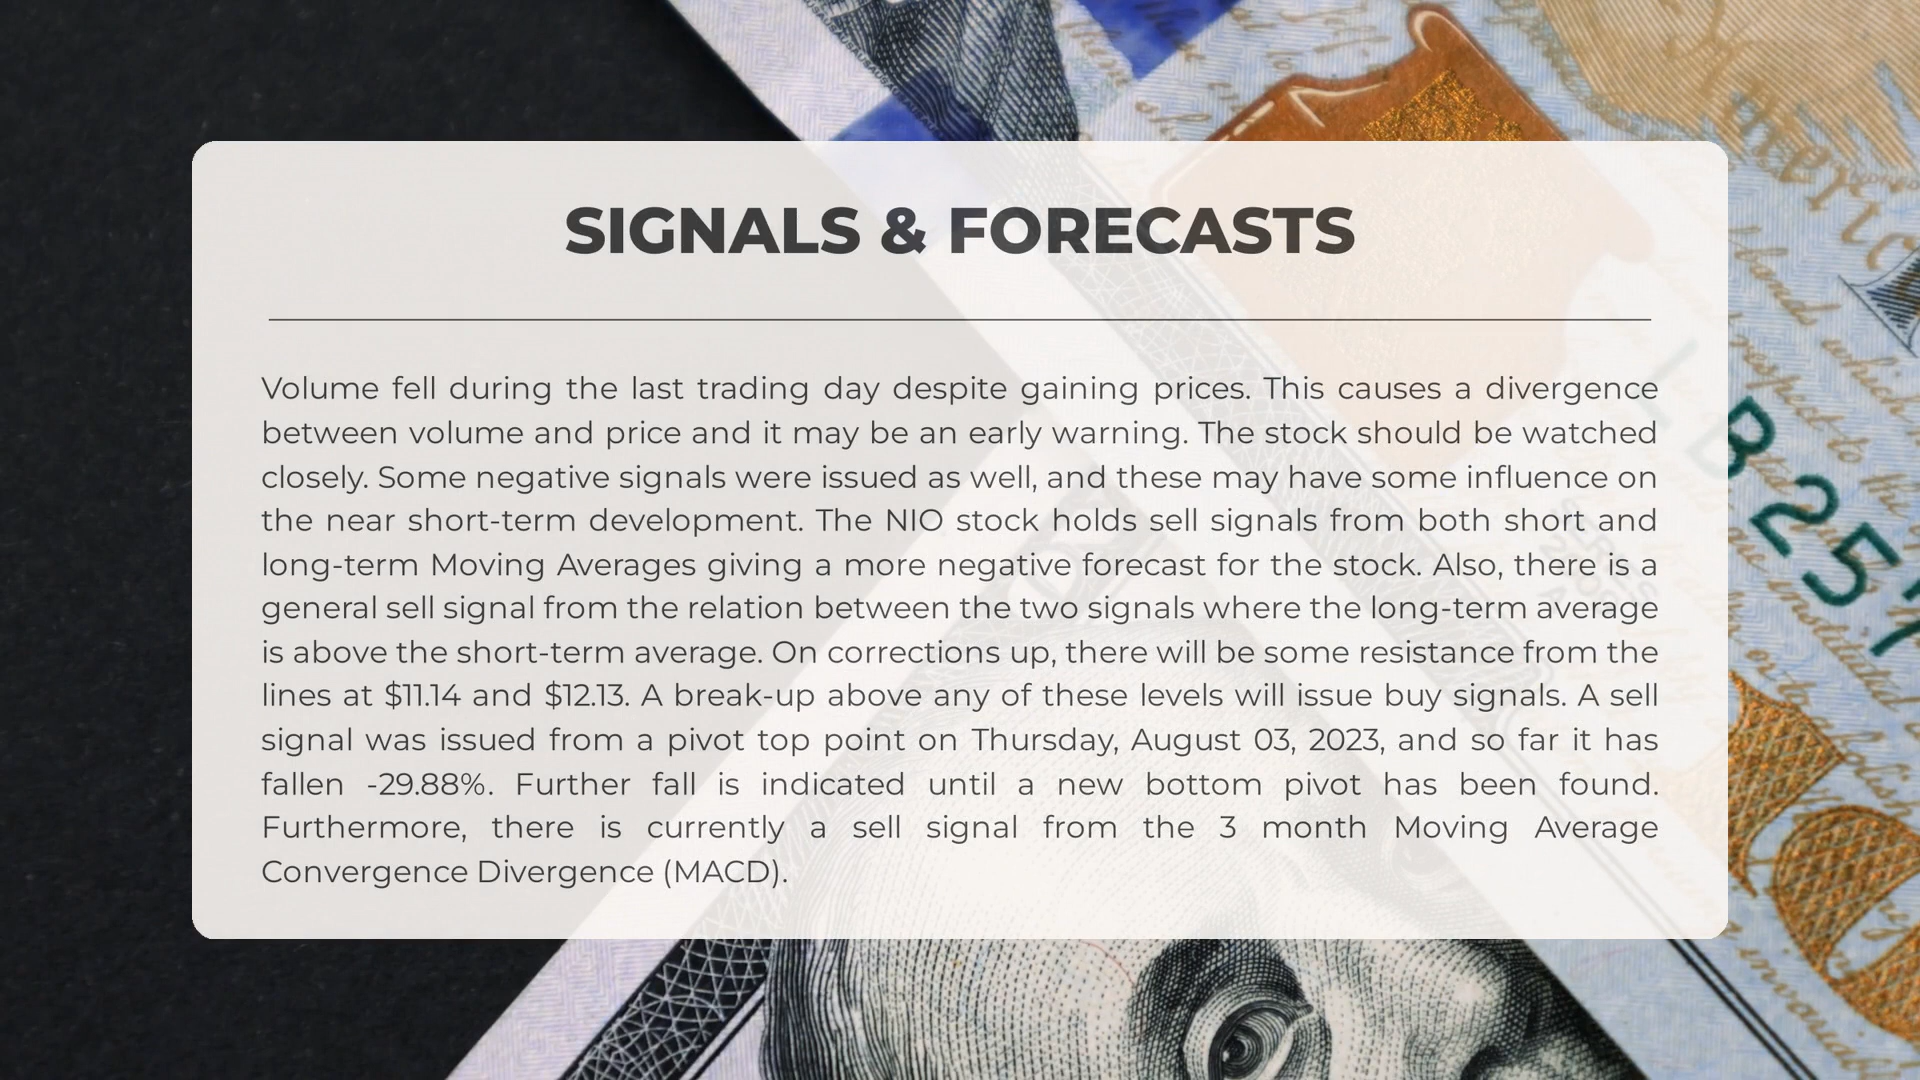 SIGNALS & FORECASTS
Volume fell during the last trading day despite gaining prices. This causes a divergence
between volume and price and it may be an early warning. The stock should be watched
closely. Some negative signals were issued as well, and these may have some influence on
the near short-term development. The NIO stock holds sell signals from both short and
long-term Moving Averages giving a more negative forecast for the stock. Also, there is a
general sell signal from the relation between the two signals where the long-term average
is above the short-term average. On corrections up, there will be some resistance from the
lines at $11.14 and $12.13. A break-up above any of these levels will issue buy signals. A sell
signal was issued from a pivot top point on Thursday, August 03, 2023, and so far it has
fallen -29.88%. Further fall is indicated until a new bottom pivot has been found.
Furthermore, there is currently a sell signal from the 3 month Moving Average
Convergence Divergence (MACD).